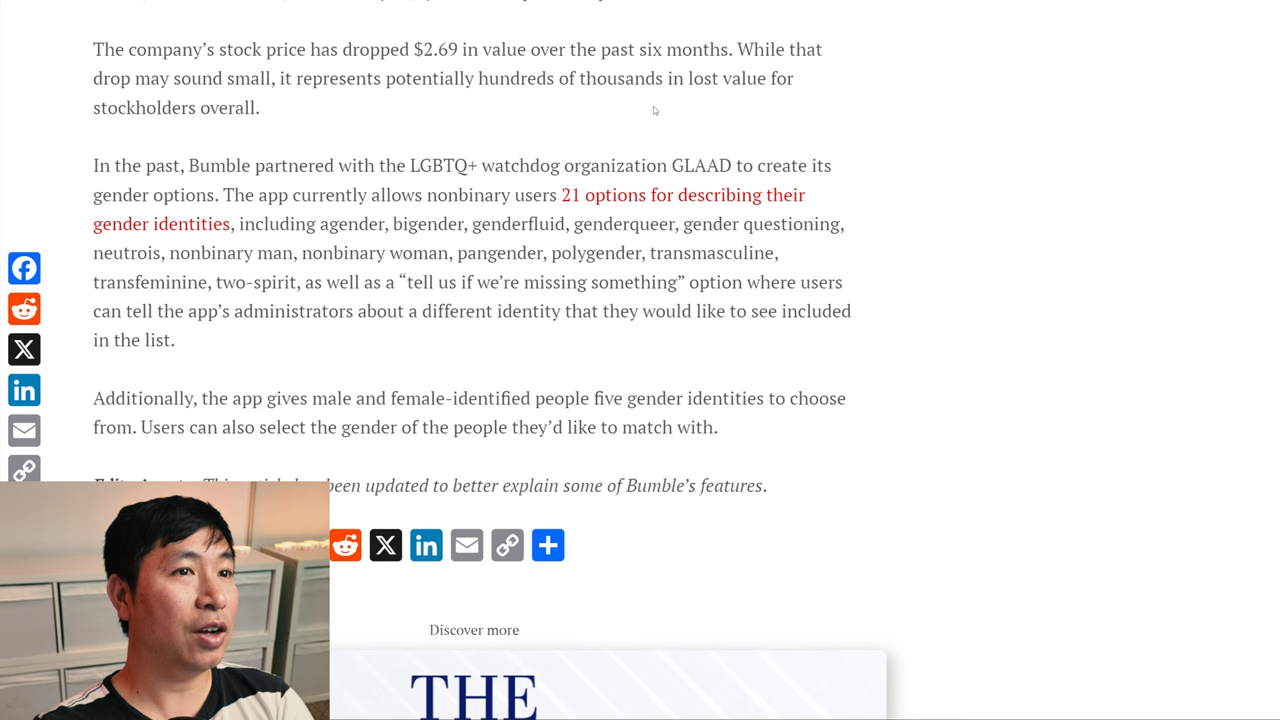 The company’s stock price has dropped $2.69 in value over the past six months. While that
drop may sound small, it represents potentially hundreds of thousands in lost value for
stockholders overall.
In the past, Bumble partnered with the LGBTQ+ watchdog organization GLAAD to create its
gender options. The app currently allows nonbinary users 21 options for describing their
gender identities, including agender, bigender, genderfluid, genderqueer, gender questioning,
neutrois, nonbinary man, nonbinary woman, pangender, polygender, transmasculine,
transfeminine, two-spirit, as well as a “tell us if we’re missing something” option where users
can tell the app’s administrators about a different identity that they would like to see included
in the list.
Additionally, the app gives male and female-identified people five gender identities to choose
from. Users can also select the gender of the people they’d like to match with.
been updated to better explain some of Bumble’s features.
Discover more
THE